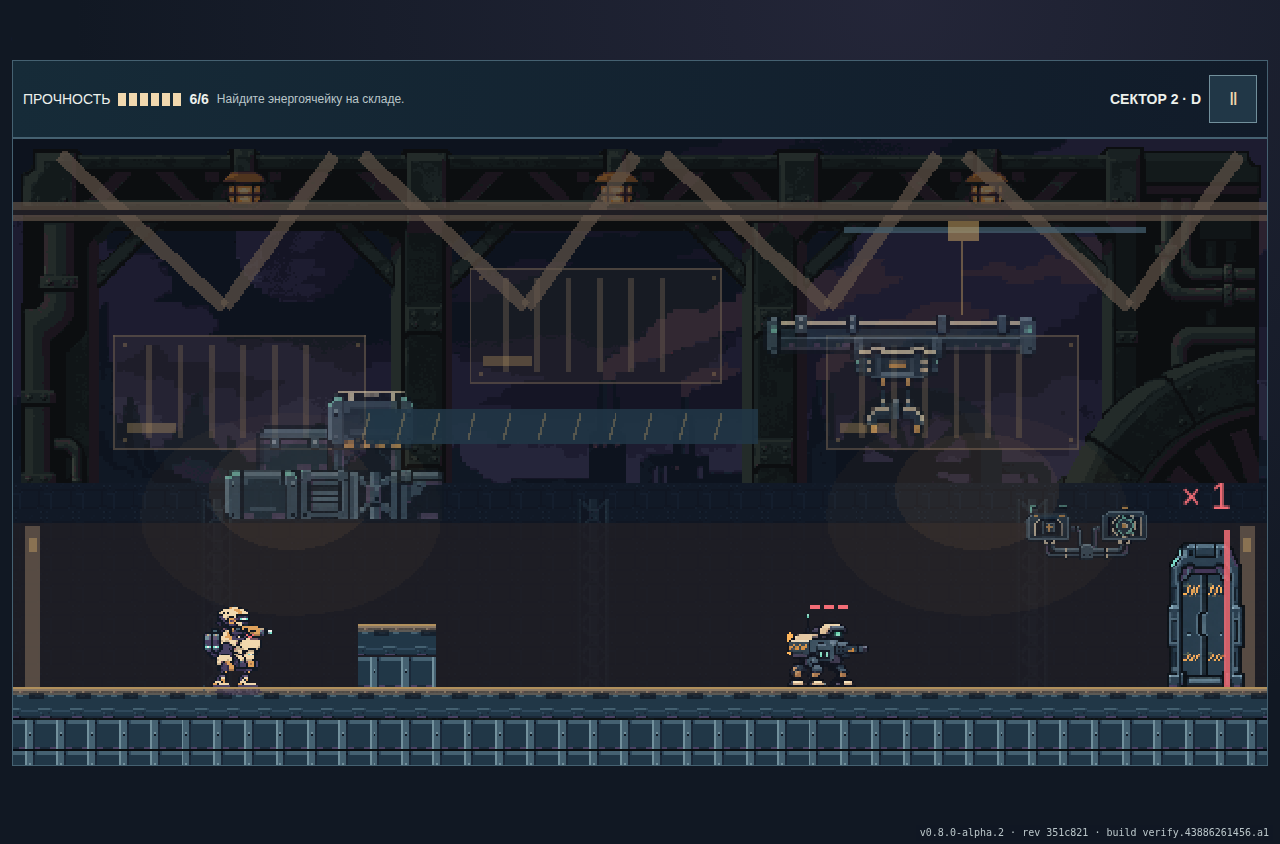 ПРОЧНОСТЬ 6/6 Найдите энергоячейку на складе.
СЕКТОР 2 · D
II
× 1
v0.8.0-alpha.2 · rev 351c821 · build verify.43886261456.a1